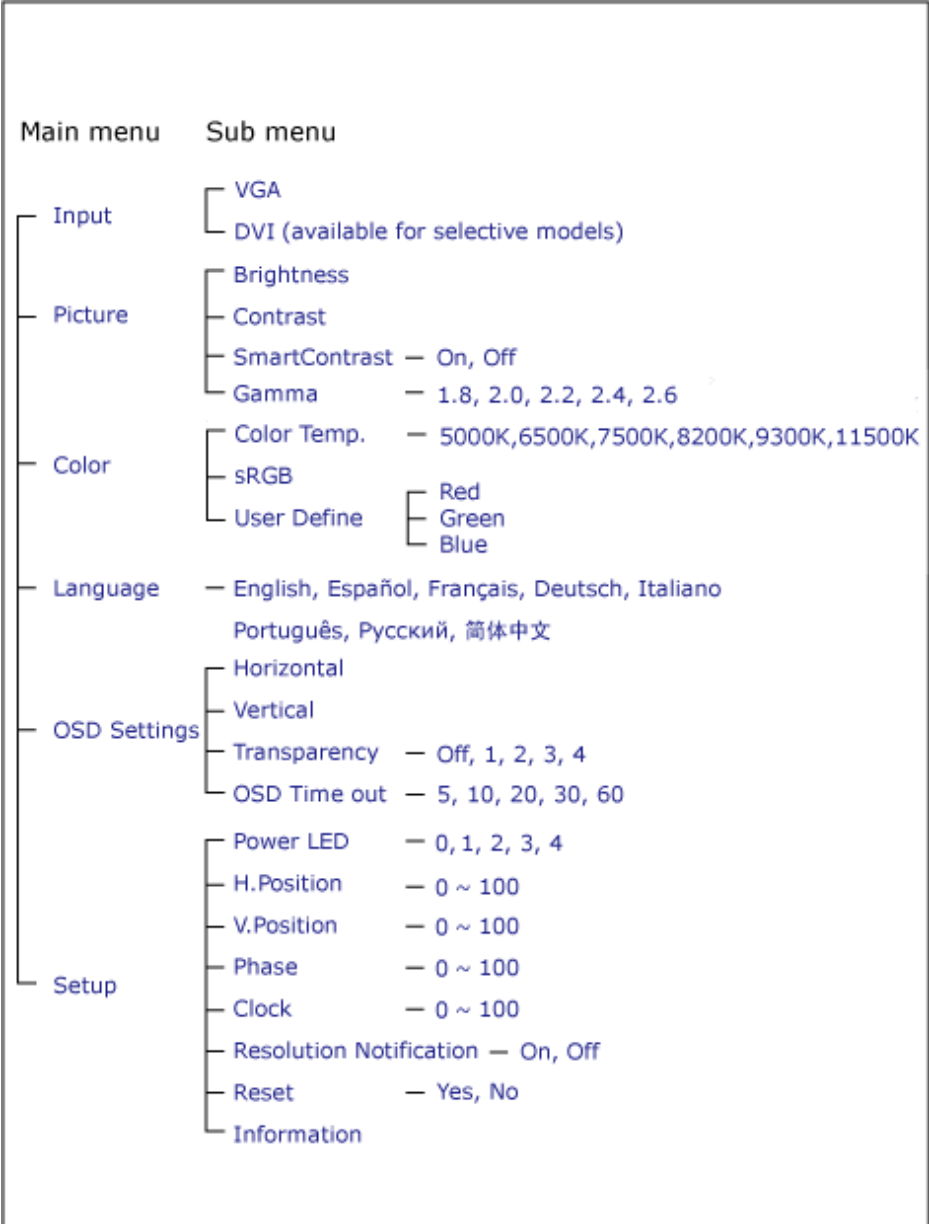 Main menu Sub menu
VGA
Input
DVI (available for selective models)
Brightness
Picture
Contrast
SmartContrast — On, Off
Gamma — 1.8, 2.0, 2.2, 2.4, 2.6
Color Temp. — 5000K,6500K,7500K,8200K,9300K,11500K
Color
sRGB
Red
User Define
Green
Blue
Language — English, Español, Français, Deutsch, Italiano
Português, Русский, 简体中文
Horizontal
Vertical
OSD Settings
Transparency — Off, 1, 2, 3, 4
OSD Time out — 5, 10, 20, 30, 60
Power LED — 0, 1, 2, 3, 4
H.Position — 0 ~ 100
V.Position — 0 ~ 100
Phase — 0 ~ 100
Setup
Clock — 0 ~ 100
Resolution Notification — On, Off
Reset — Yes, No
Information